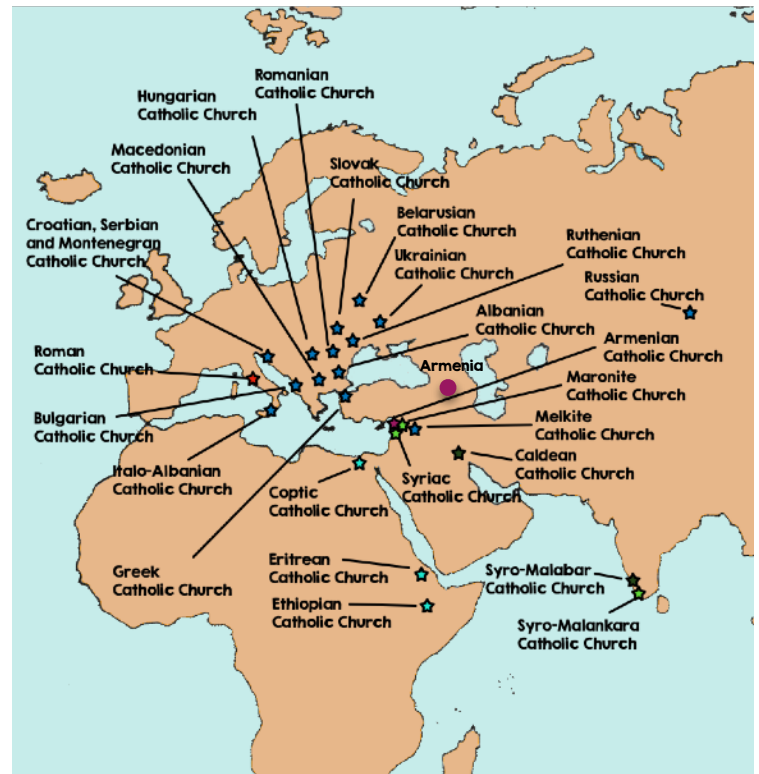 Romanian
Catholic Church
Hungarian
Catholic Church
Macedonian
Catholic Church
Slovak
Catholic Church
Belarusian
Catholic Church
Croatian, Serbian
and Montenegran
Catholic Church
Ukrainian
Catholic Church
Ruthenian
Catholic Church
Russian
Catholic Church
Albanian
Catholic Church
Armenian
Catholic Church
Roman
Catholic Church
Armenia
Maronite
Catholic Church
Bulgarian
Catholic Church
Melkite
Catholic Church
Caldean
Catholic Church
Italo-Albanian
Catholic Church
Syriac
Catholic Church
Coptic
Catholic Church
Greek
Catholic Church
Eritrean
Catholic Church
Ethiopian
Catholic Church
Syro-Malabar
Catholic Church
Syro-Malankara
Catholic Church